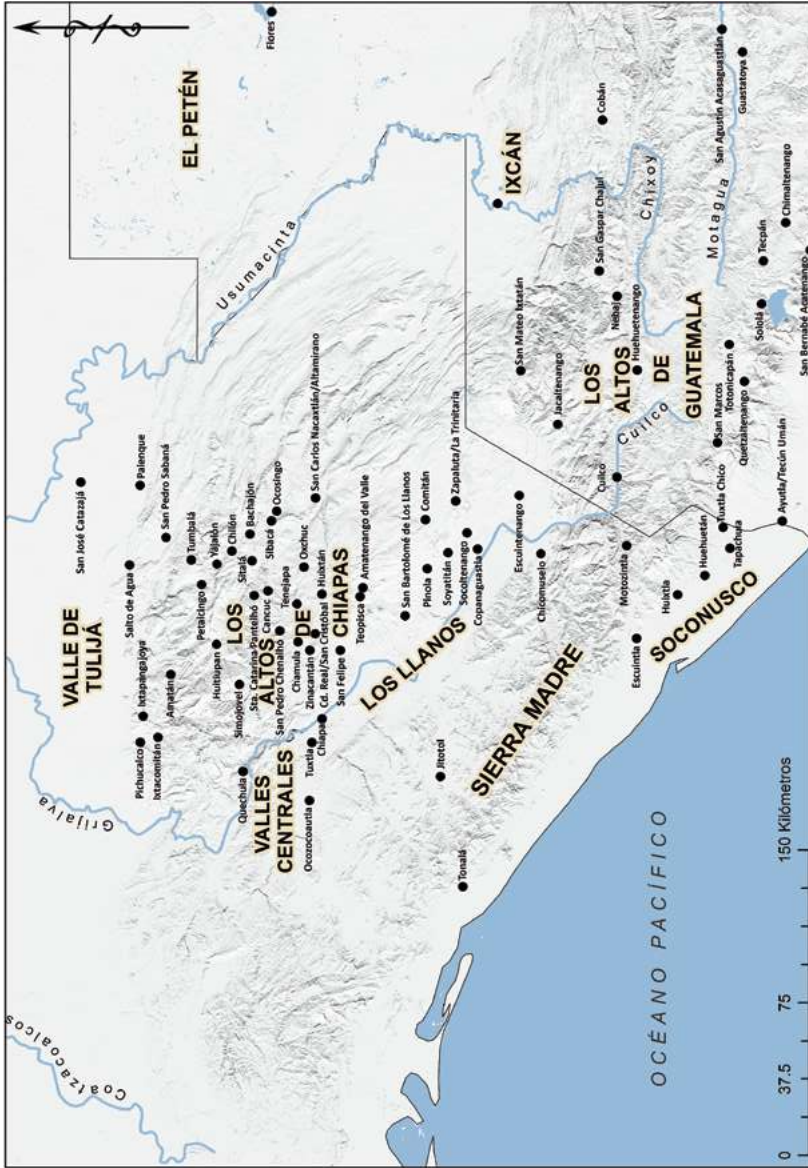 Coatzacoalcos
Grijalva
VALLE DE
TULIJÁ
San José Catazajá
Palenque
Salto de Agua
San Pedro Sabaná
Pichucalco
Ixtapangajoya
Ixtacomitán
Amatán
Tumbalá
Petalcingo
Yajalón
Huitiupan
Chilón
Simojovel
Sitalá
Bachajón
Quechula
VALLES
CENTRALES
LOS
ALTOS
DE
CHIAPAS
Sta. Catarina Pantelhó
Cancuc
Sibacá
Ocosingo
San Pedro Chenalhó
Tenejapa
Oxchuc
Chamula
Zinacantán
Huixtán
San Carlos Nacaxtlán/Altamirano
Cd. Real/San Cristóbal
Tuxtla
Chiapa
Ocozocoautla
San Felipe
Teopisca
Amatenango del Valle
San Bartolomé de Los Llanos
Comitán
Pinola
Zapaluta/La Trinitaria
Soyatitán
Socoltenango
Copanaguastla
LOS LLANOS
Jitotol
Tonalá
SIERRA MADRE
Escuintenango
Chicomuselo
Motozintla
Escuintla
Huixtla
Huehuetán
Tuxtla Chico
Tapachula
Ayutla/Tecún Umán
SOCONUSCO
Usumacinta
EL PETÉN
Flores
IXCÁN
Cobán
Chixoy
San Gaspar Chajul
San Mateo Ixtatán
Jacaltenango
Nebaj
Huehuetenango
LOS
ALTOS
DE
GUATEMALA
Cuilco
Cuilco
Motagua
San Agustín Acasaguastlán
Guastatoya
San Marcos
Totonicapán
Quetzaltenango
Sololá
Tecpán
Chimaltenango
San Bernabé Acatenango
OCÉANO PACÍFICO
0 37.5 75 150 Kilómetros